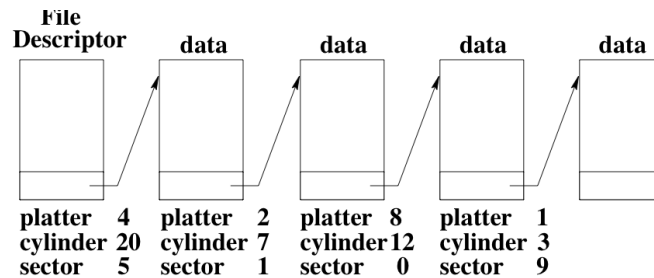 File
Descriptor
data
data
data
data
platter 4
cylinder 20
sector 5
platter 2
cylinder 7
sector 1
platter 8
cylinder 12
sector 0
platter 1
cylinder 3
sector 9